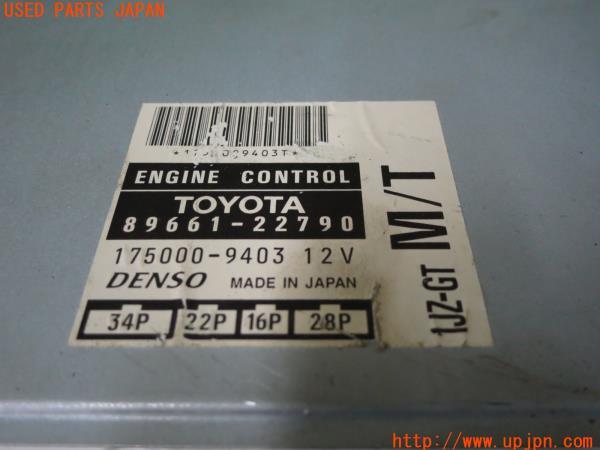 USED PARTS JAPAN
ENGINE CONTROL
TOYOTA
89661-22790
175000-9403 12V
DENSO MADE IN JAPAN
34P 22P 16P 28P
1JZ-GT M/T
http://www.upjpn.com/